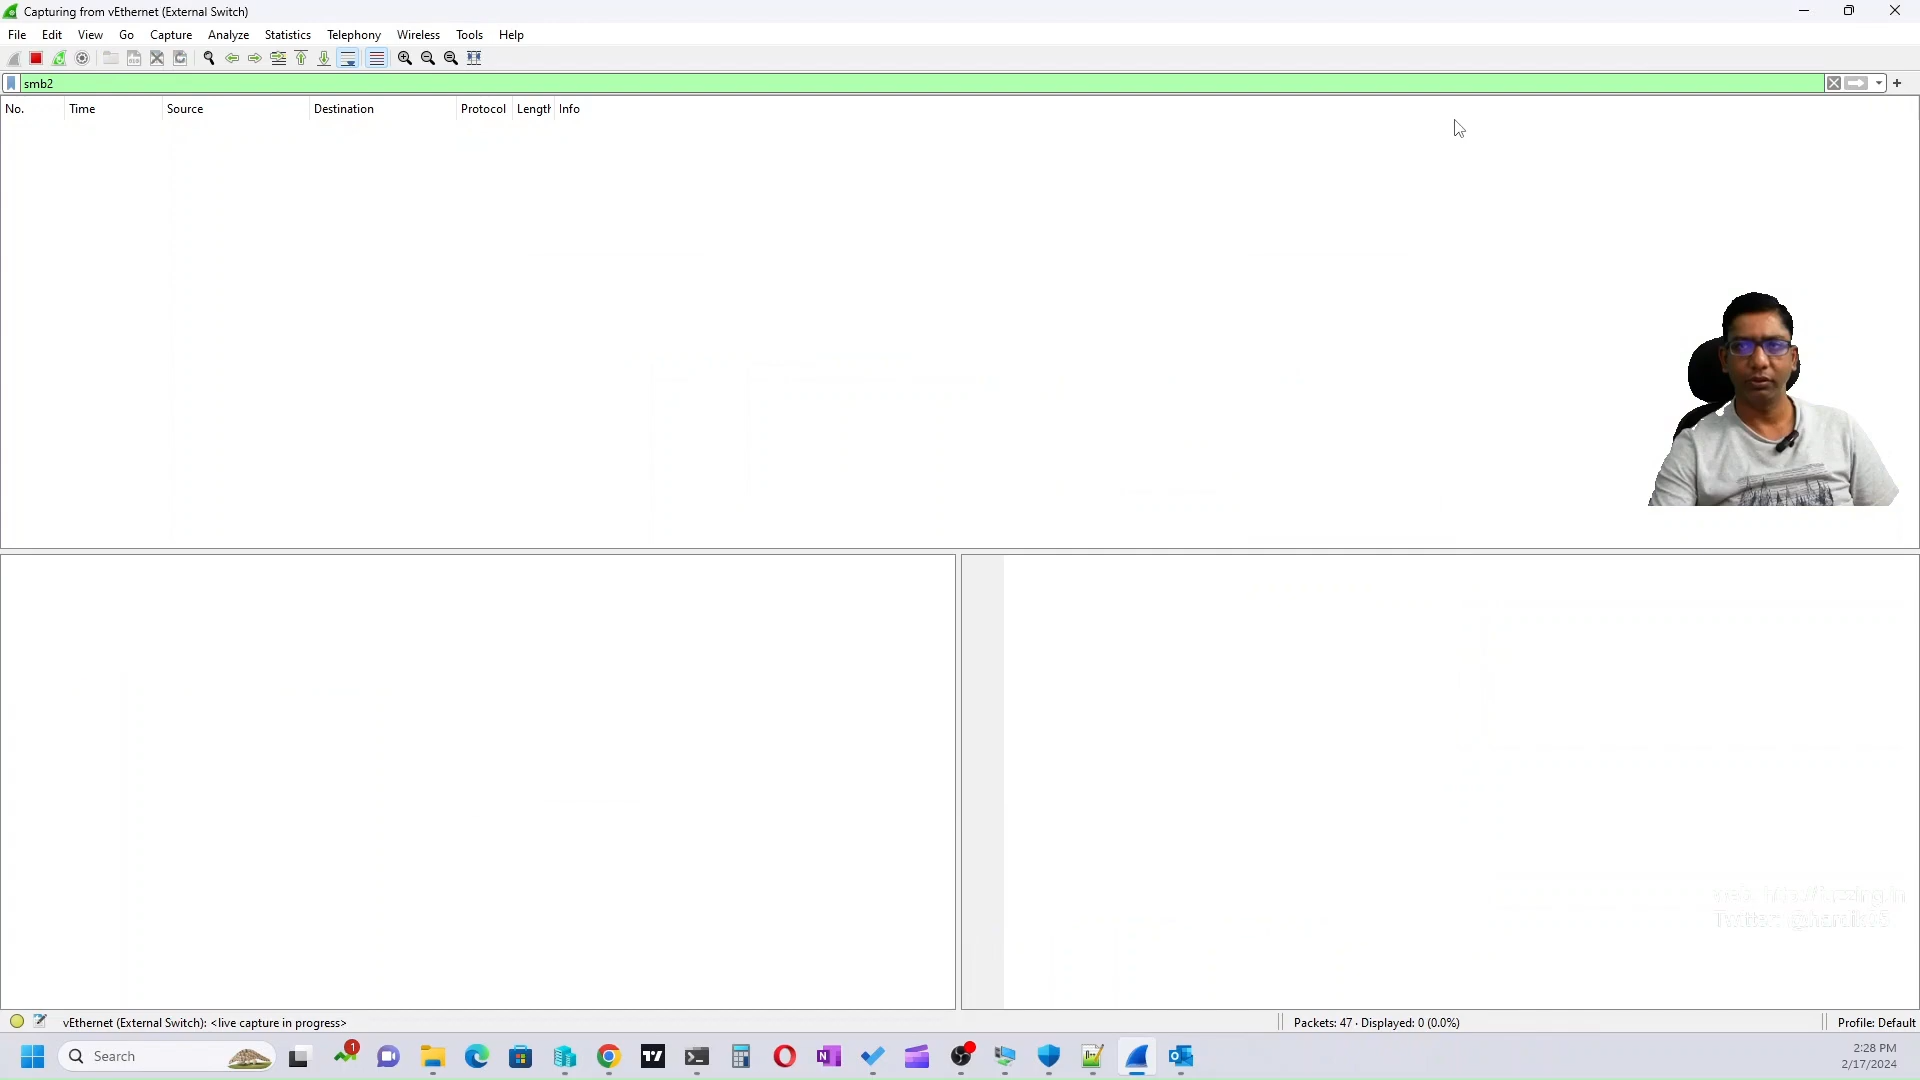 Capturing from vEthernet (External Switch)
File Edit View Go Capture Analyze Statistics Telephony Wireless Tools Help
smb2
No. Time Source Destination Protocol Length Info
vEthernet (External Switch): <live capture in progress>
Packets: 47 · Displayed: 0 (0.0%)
Profile: Default
Search
1
2:28 PM
2/17/2024